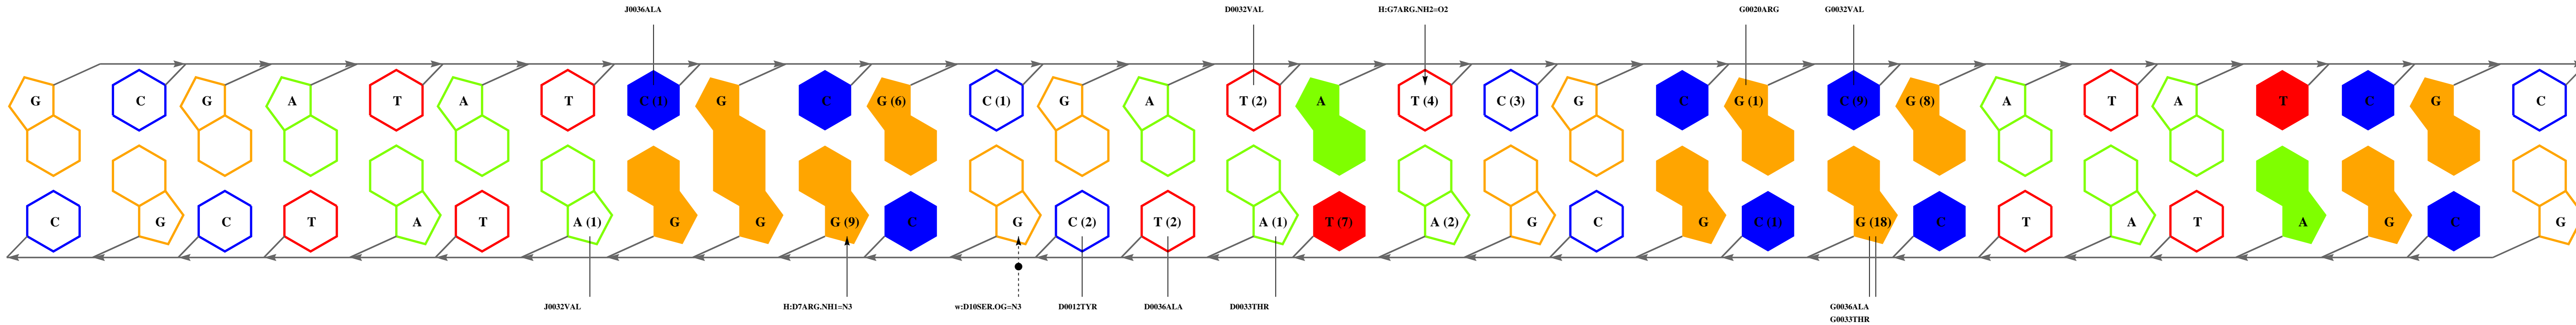 J0036ALA D0032VAL H:G7ARG.NH2=O2 G0020ARG G0032VAL
G C G A T A T C (1) G C G (6) C (1) G A T (2) A T (4) C (3) G C G (1) C (9) G (8) A T A T C G C
C G C T A T A (1) G G G (9) C G C (2) T (2) A (1) T (7) A (2) G C G C (1) G (18) C T A T A G C G
J0032VAL H:D7ARG.NH1=N3 w:D10SER.OG=N3 D0012TYR D0036ALA D0033THR G0036ALA
G0033THR